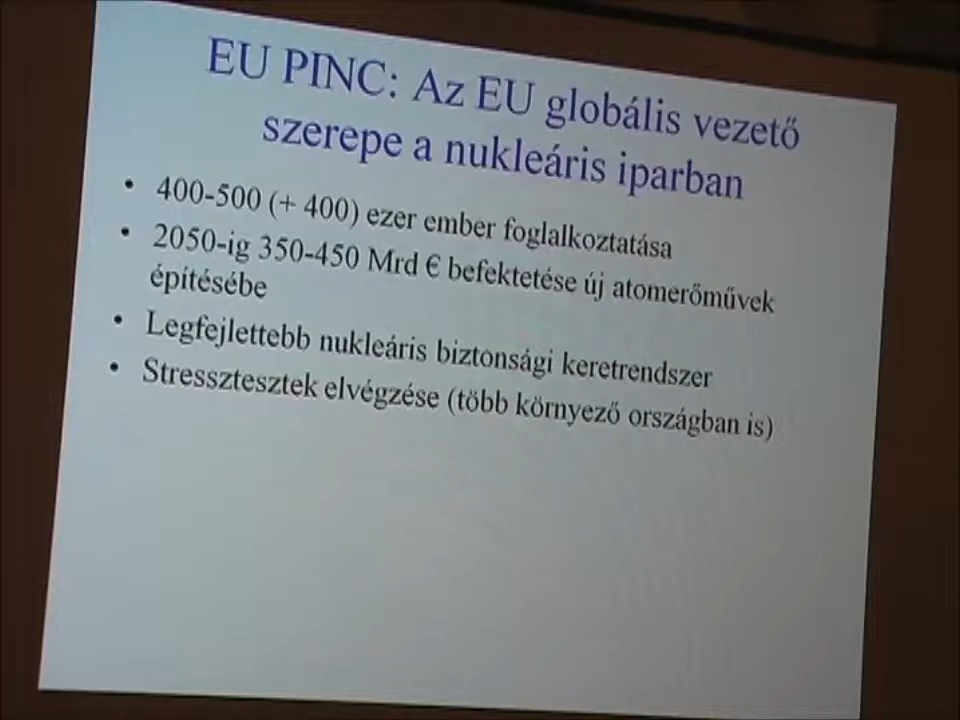 EU PINC: Az EU globális vezető
szerepe a nukleáris iparban
• 400-500 (+ 400) ezer ember foglalkoztatása
• 2050-ig 350-450 Mrd € befektetése új atomerőművek
építésébe
• Legfejlettebb nukleáris biztonsági keretrendszer
• Stressztesztek elvégzése (több környező országban is)